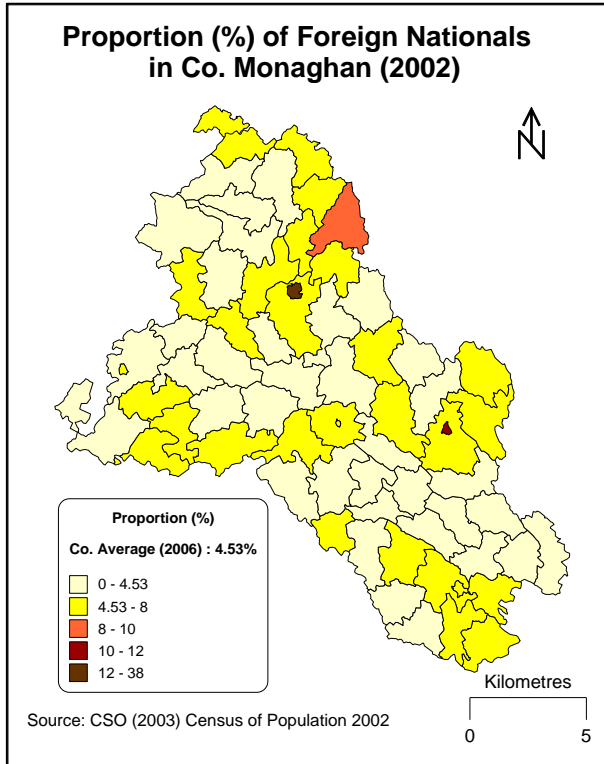 Proportion (%) of Foreign Nationals
in Co. Monaghan (2002)
N
Proportion (%)
Co. Average (2006) : 4.53%
0 - 4.53
4.53 - 8
8 - 10
10 - 12
12 - 38
Kilometres
0 5
Source: CSO (2003) Census of Population 2002